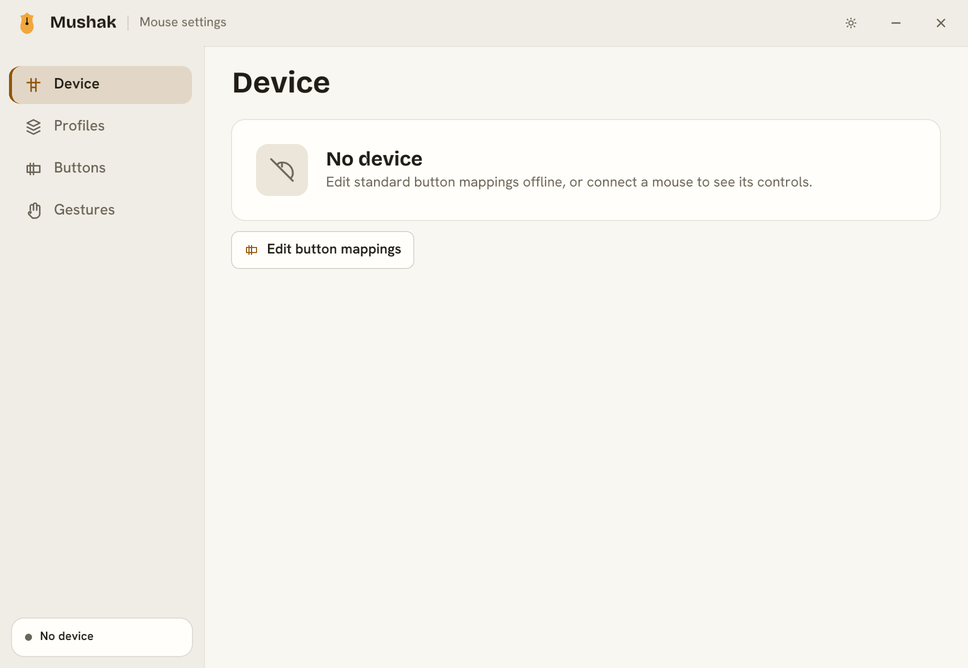 Mushak
Mouse settings
Device
Profiles
Buttons
Gestures
No device
Device
No device
Edit standard button mappings offline, or connect a mouse to see its controls.
Edit button mappings